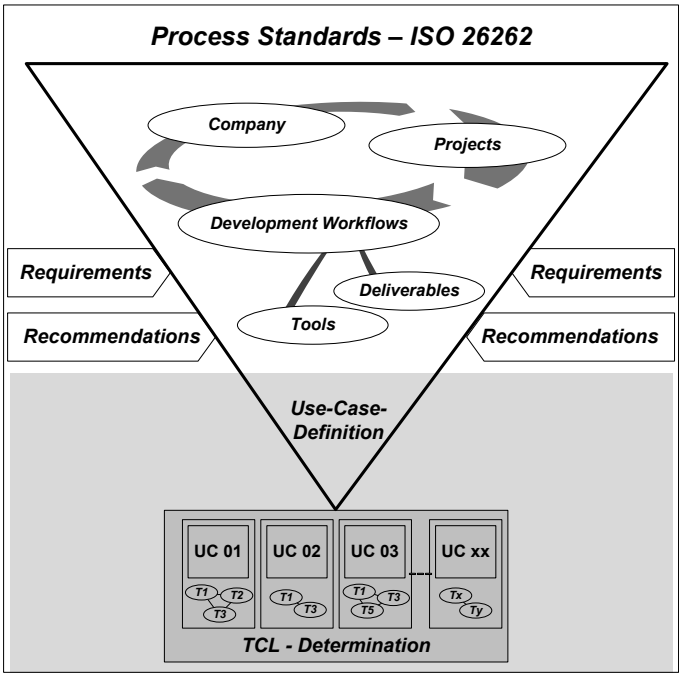 Process Standards – ISO 26262
Company
Projects
Development Workflows
Requirements
Requirements
Deliverables
Tools
Recommendations
Recommendations
Use-Case-
Definition
UC 01
UC 02
UC 03
UC xx
T1
T2
T3
T1
T3
T1
T3
T5
Tx
Ty
TCL - Determination